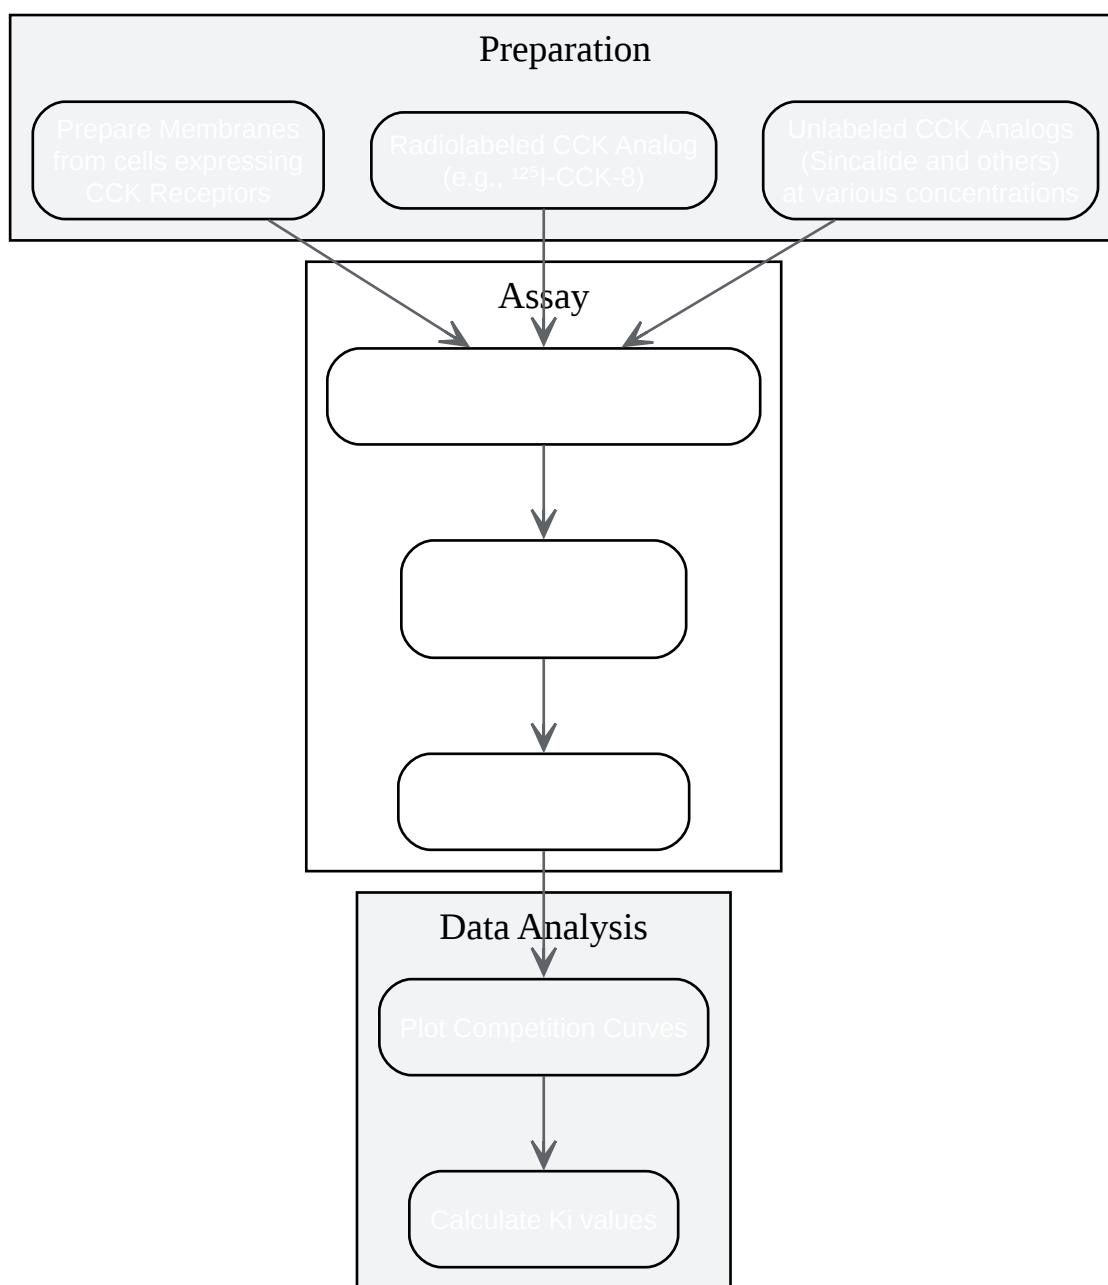 Preparation
Prepare Membranes
from cells expressing
CCK Receptors
Radiolabeled CCK Analog
(e.g., ¹²⁵I-CCK-8)
Unlabeled CCK Analogs
(Sincalide and others)
at various concentrations
Assay
Data Analysis
Plot Competition Curves
Calculate Ki values